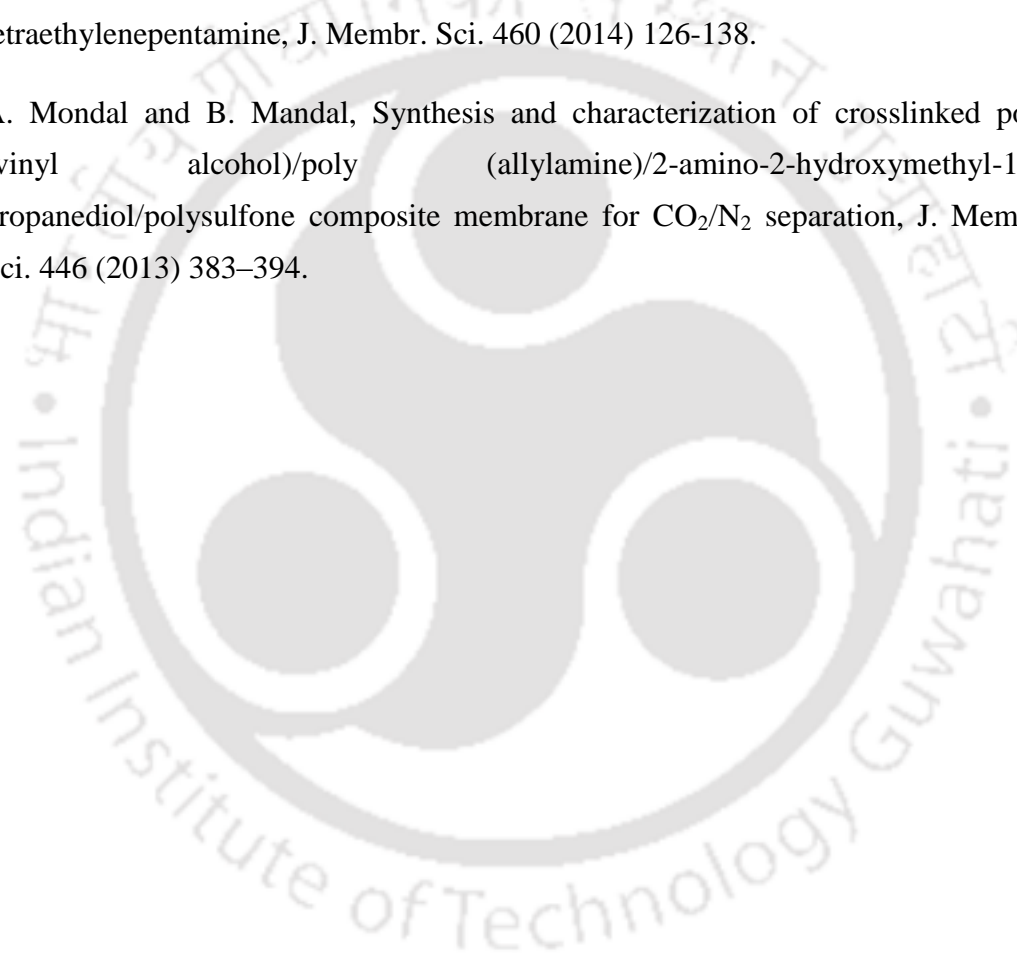 etraethylenepentamine, J. Membr. Sci. 460 (2014) 126-138.
A. Mondal and B. Mandal, Synthesis and characterization of crosslinked po
vinyl alcohol)/poly (allylamine)/2-amino-2-hydroxymethyl-1
ropanediol/polysulfone composite membrane for CO₂/N₂ separation, J. Mem
ci. 446 (2013) 383–394.
Indian Institute of Technology Guwahati